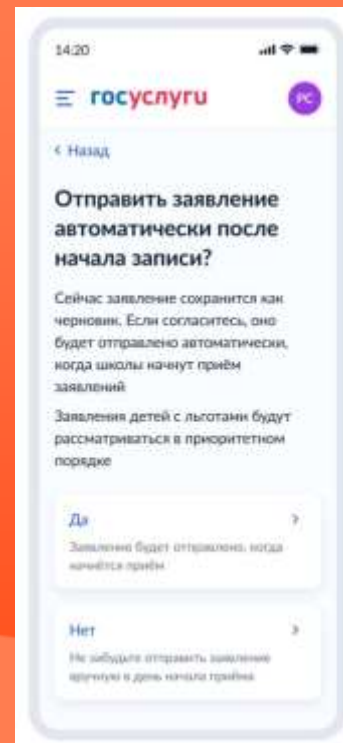 14:20
госуслуги
РС
Назад
Отправить заявление
автоматически после
начала записи?
Сейчас заявление сохранится как
черновик. Если согласитесь, оно
будет отправлено автоматически,
когда школы начнут приём
заявлений
Заявления детей с льготами будут
рассматриваться в приоритетном
порядке
Да
Заявление будет отправлено, когда
начнётся приём
Нет
Не забудьте отправить заявление
вручную в день начала приёма